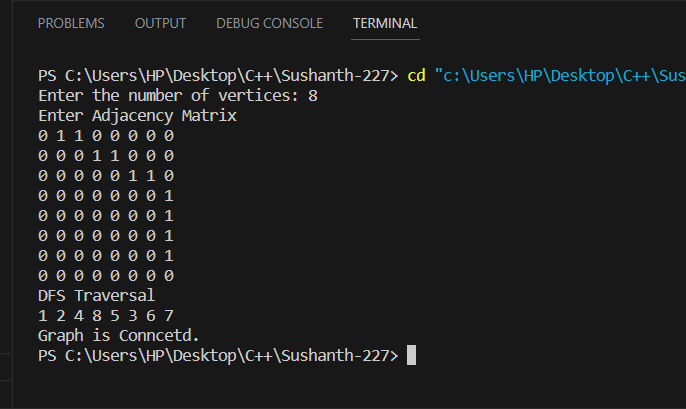 PROBLEMS OUTPUT DEBUG CONSOLE TERMINAL
PS C:\Users\HP\Desktop\C++\Sushanth-227> cd "c:\Users\HP\Desktop\C++\Sus
Enter the number of vertices: 8
Enter Adjacency Matrix
0 1 1 0 0 0 0 0
0 0 0 1 1 0 0 0
0 0 0 0 0 1 1 0
0 0 0 0 0 0 0 1
0 0 0 0 0 0 0 1
0 0 0 0 0 0 0 1
0 0 0 0 0 0 0 1
0 0 0 0 0 0 0 0
DFS Traversal
1 2 4 8 5 3 6 7
Graph is Conncetd.
PS C:\Users\HP\Desktop\C++\Sushanth-227>